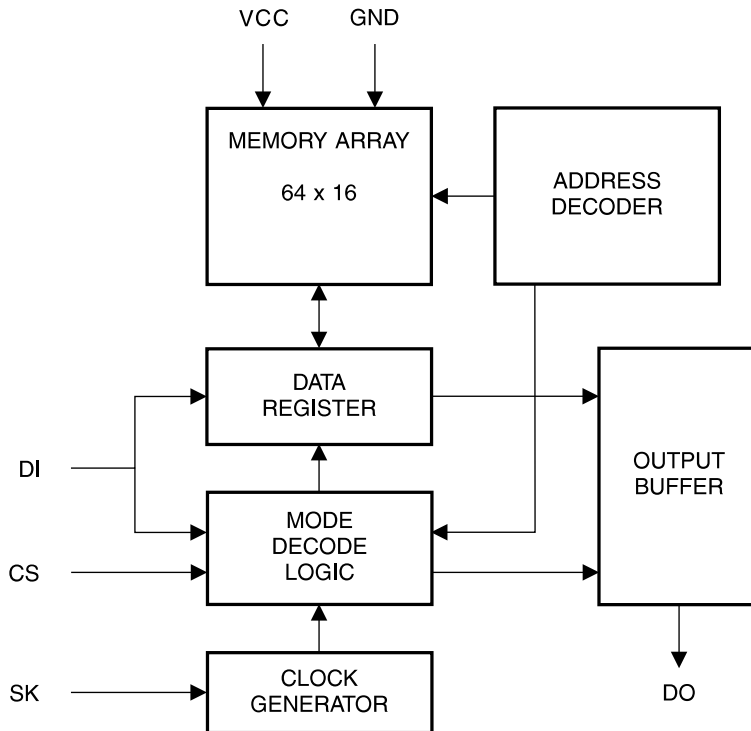 VCC
GND
MEMORY ARRAY
64 x 16
ADDRESS
DECODER
DATA
REGISTER
DI
OUTPUT
BUFFER
MODE
DECODE
LOGIC
CS
CLOCK
GENERATOR
SK
DO